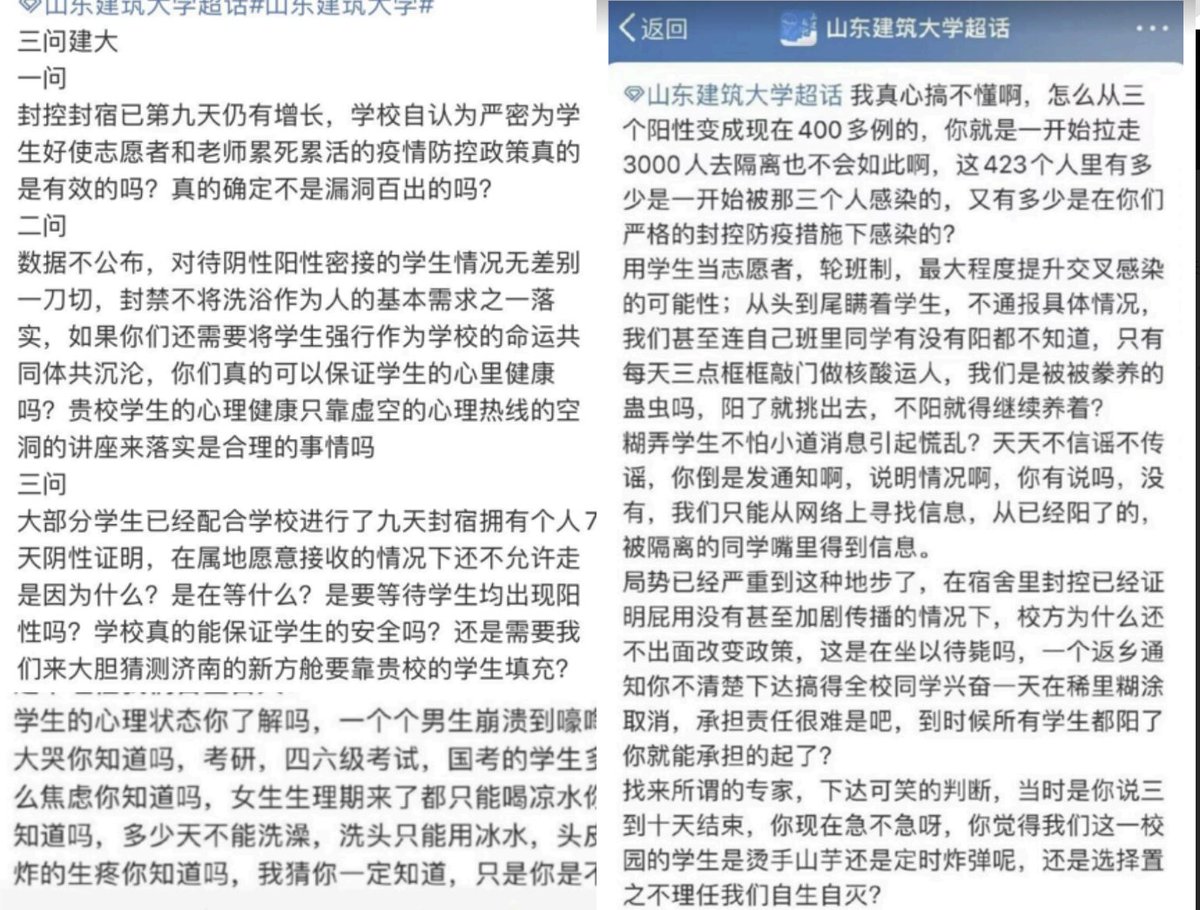 山东建筑大学超话#山东建筑大学#
三问建大
一问
封控封宿已第九天仍有增长，学校自认为严密为学
生好使志愿者和老师累死累活的疫情防控政策真的
是有效的吗？真的确定不是漏洞百出的吗？
二问
数据不公布，对待阴性阳性密接的学生情况无差别
一刀切，封禁不将洗浴作为人的基本需求之一落
实，如果你们还需要将学生强行作为学校的命运共
同体共沉沦，你们真的可以保证学生的心里健康
吗？贵校学生的心理健康只靠虚空的心理热线的空
洞的讲座来落实是合理的事情吗
三问
大部分学生已经配合学校进行了九天封宿拥有个人7
天阴性证明，在属地愿意接收的情况下还不允许走
是因为什么？是在等什么？是要等待学生均出现阳
性吗？学校真的能保证学生的安全吗？还是需要我
们来大胆猜测济南的新方舱要靠贵校的学生填充？
学生的心理状态你了解吗，一个个男生崩溃到嚎
大哭你知道吗，考研，四六级考试，国考的学生
么焦虑你知道吗，女生生理期来了都只能喝凉水
知道吗，多少天不能洗澡，洗头只能用冰水，头
炸的生疼你知道吗，我猜你一定知道，只是你是
返回
山东建筑大学超话
山东建筑大学超话 我真心搞不懂啊，怎么从三
个阳性变成现在400多例的，你就是一开始拉走
3000人去隔离也不会如此啊，这423个人里有多
少是一开始被那三个人感染的，又有多少是在你们
严格的封控防疫措施下感染的？
用学生当志愿者，轮班制，最大程度提升交叉感染
的可能性；从头到尾瞒着学生，不通报具体情况，
我们甚至连自己班里同学有没有阳都不知道，只有
每天三点框框敲门做核酸运人，我们是被被豢养的
蛊虫吗，阳了就挑出去，不阳就得继续养着？
糊弄学生不怕小道消息引起慌乱？天天不信谣不传
谣，你倒是发通知啊，说明情况啊，你有说吗，没
有，我们只能从网络上寻找信息，从已经阳了的，
被隔离的同学嘴里得到信息。
局势已经严重到这种地步了，在宿舍里封控已经证
明屁用没有甚至加剧传播的情况下，校方为什么还
不出面改变政策，这是在坐以待毙吗，一个返乡通
知你不清楚下达搞得全校同学兴奋一天在稀里糊涂
取消，承担责任很难是吧，到时候所有学生都阳了
你就能承担的起了？
找来所谓的专家，下达可笑的判断，当时是你说三
到十天结束，你现在急不急呀，你觉得我们这一校
园的学生是烫手山芋还是定时炸弹呢，还是选择置
之不理任我们自生自灭？